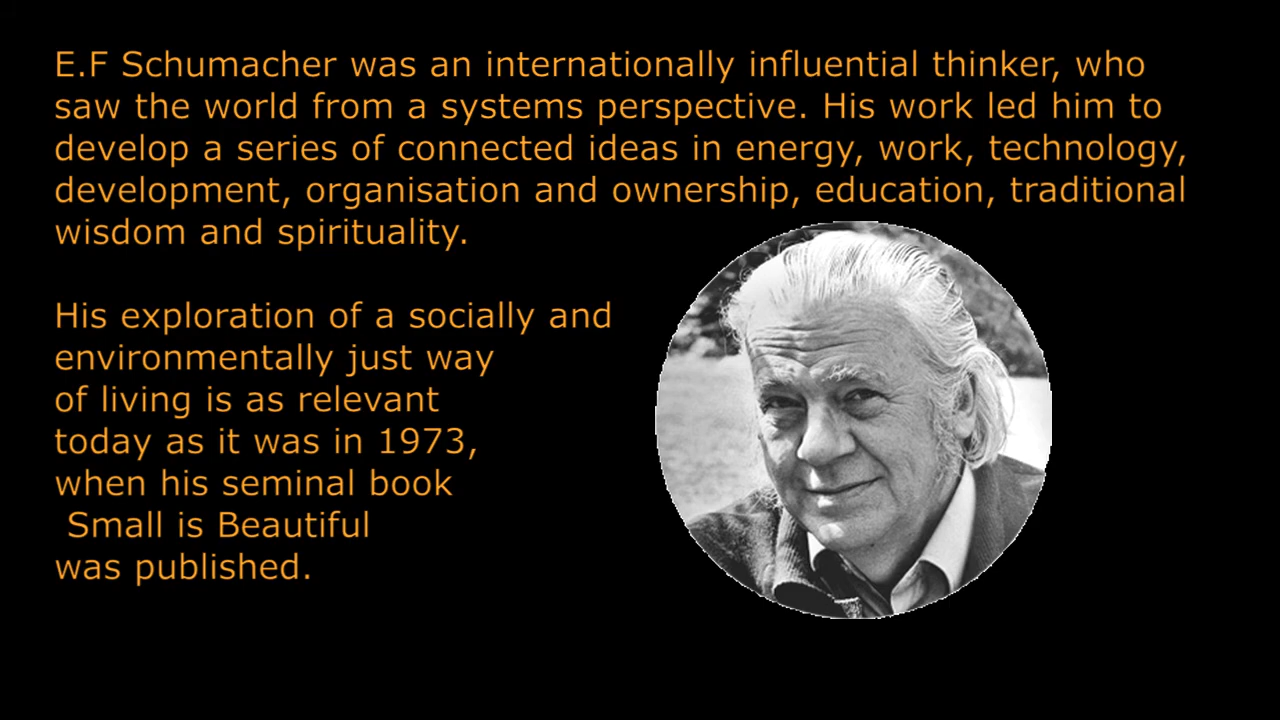 E.F Schumacher was an internationally influential thinker, who
saw the world from a systems perspective. His work led him to
develop a series of connected ideas in energy, work, technology,
development, organisation and ownership, education, traditional
wisdom and spirituality.
His exploration of a socially and
environmentally just way
of living is as relevant
today as it was in 1973,
when his seminal book
Small is Beautiful
was published.